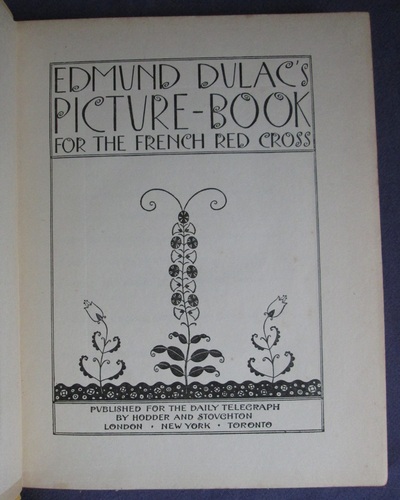 EDMUND DULAC'S
PICTURE-BOOK
FOR THE FRENCH RED CROSS
PUBLISHED FOR THE DAILY TELEGRAPH
BY HODDER AND STOUGHTON
LONDON · NEW YORK · TORONTO